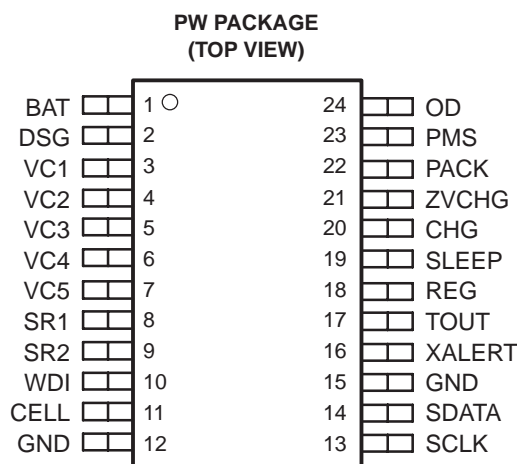 PW PACKAGE
(TOP VIEW)
BAT 1 24 OD
DSG 2 23 PMS
VC1 3 22 PACK
VC2 4 21 ZVCHG
VC3 5 20 CHG
VC4 6 19 SLEEP
VC5 7 18 REG
SR1 8 17 TOUT
SR2 9 16 XALERT
WDI 10 15 GND
CELL 11 14 SDATA
GND 12 13 SCLK